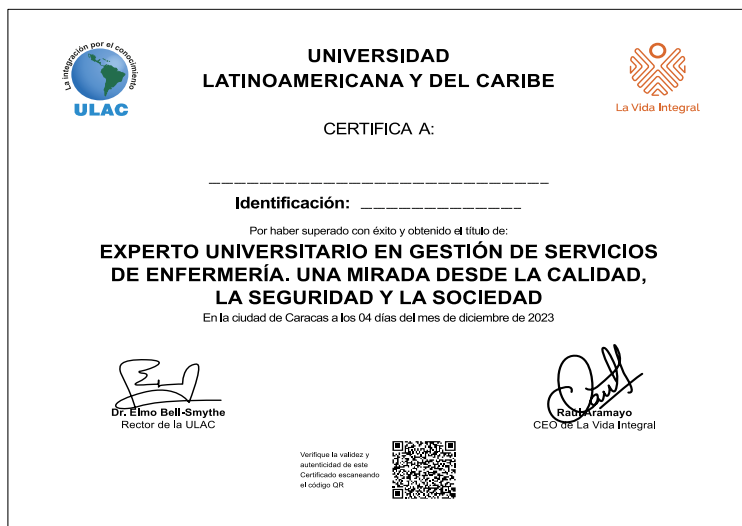 La integración por el conocimiento
ULAC
UNIVERSIDAD
LATINOAMERICANA Y DEL CARIBE
La Vida Integral
CERTIFICA A:
Identificación:
Por haber superado con éxito y obtenido el título de:
EXPERTO UNIVERSITARIO EN GESTIÓN DE SERVICIOS
DE ENFERMERÍA. UNA MIRADA DESDE LA CALIDAD,
LA SEGURIDAD Y LA SOCIEDAD
En la ciudad de Caracas a los 04 días del mes de diciembre de 2023
Dr. Elmo Bell-Smythe
Rector de la ULAC
Raúl Aramayo
CEO de La Vida Integral
Verifique la validez y
autenticidad de este
Certificado escaneando
el código QR